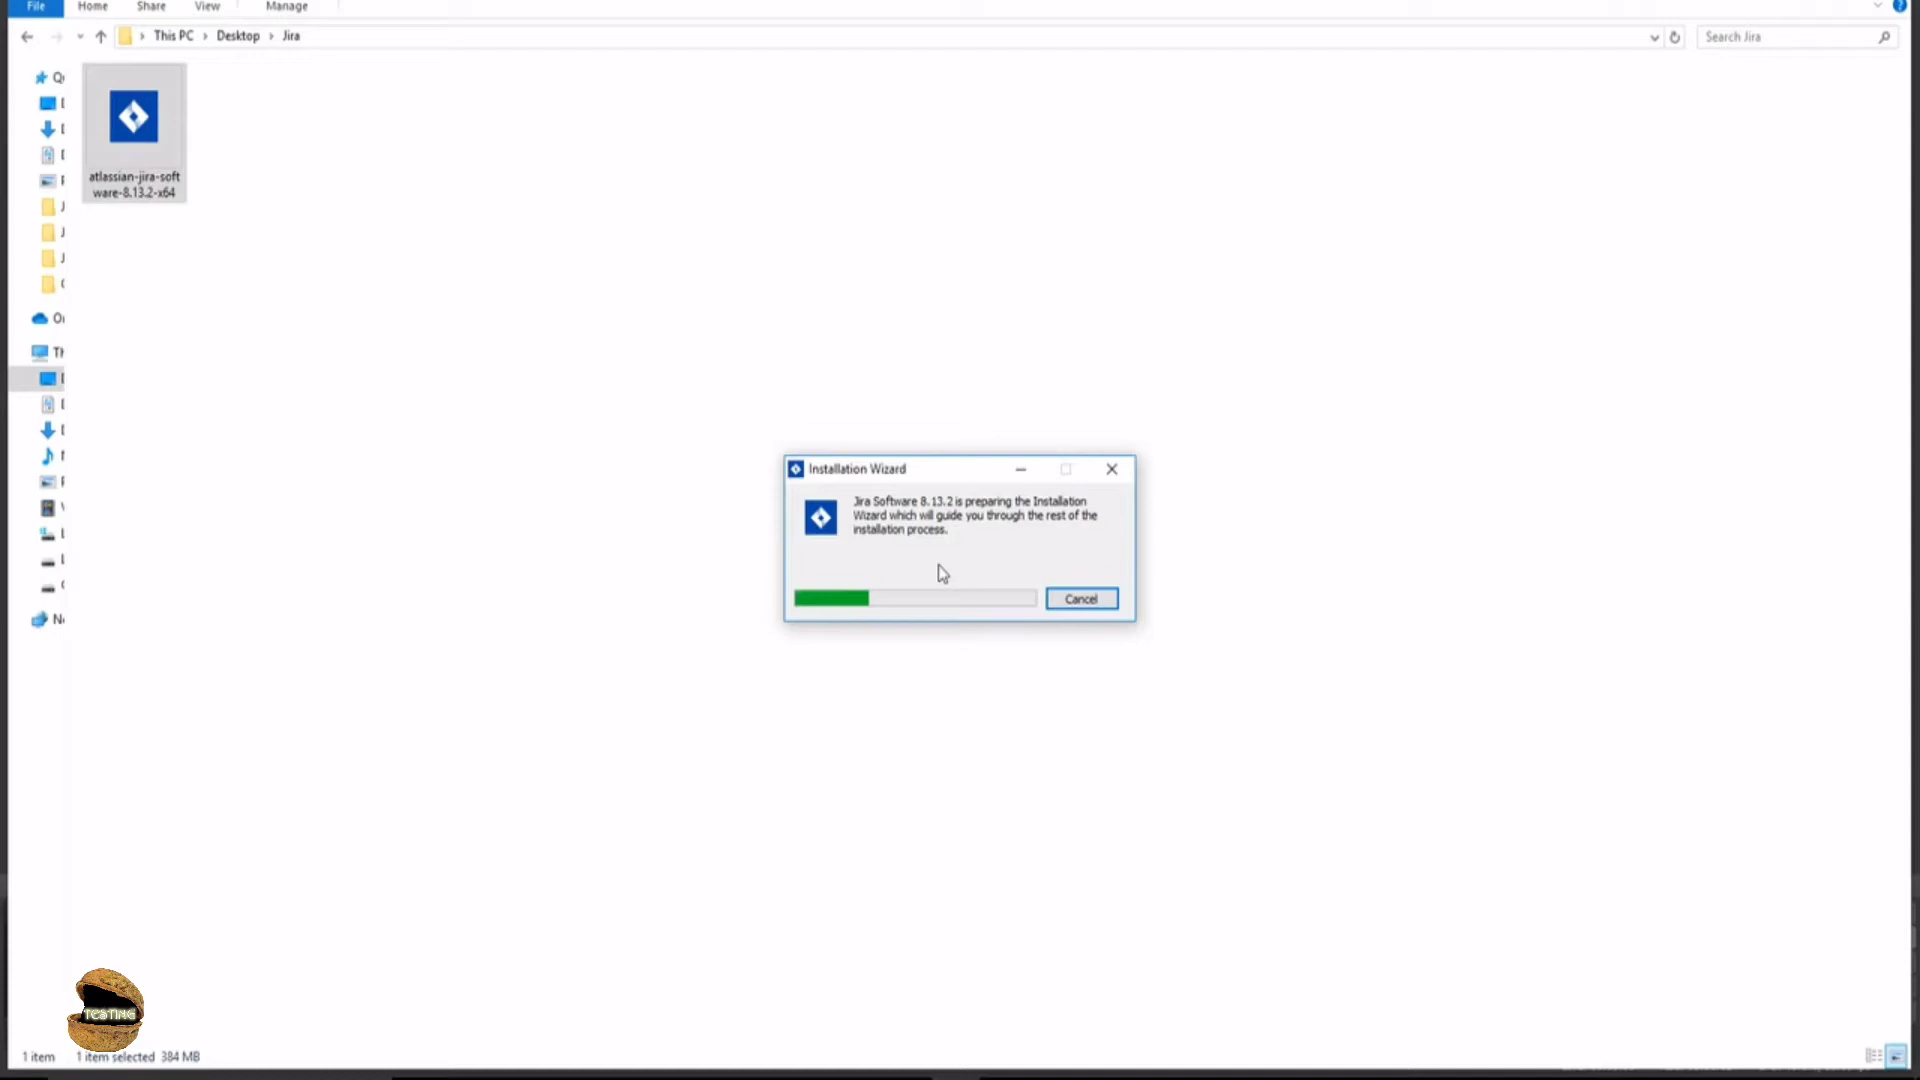 File Home Share View Manage
This PC > Desktop > Jira
Search Jira
atlassian-jira-soft
ware-8.13.2-x64
Installation Wizard
Jira Software 8.13.2 is preparing the Installation
Wizard which will guide you through the rest of the
installation process.
Cancel
TESTING
1 item 1 item selected 384 MB